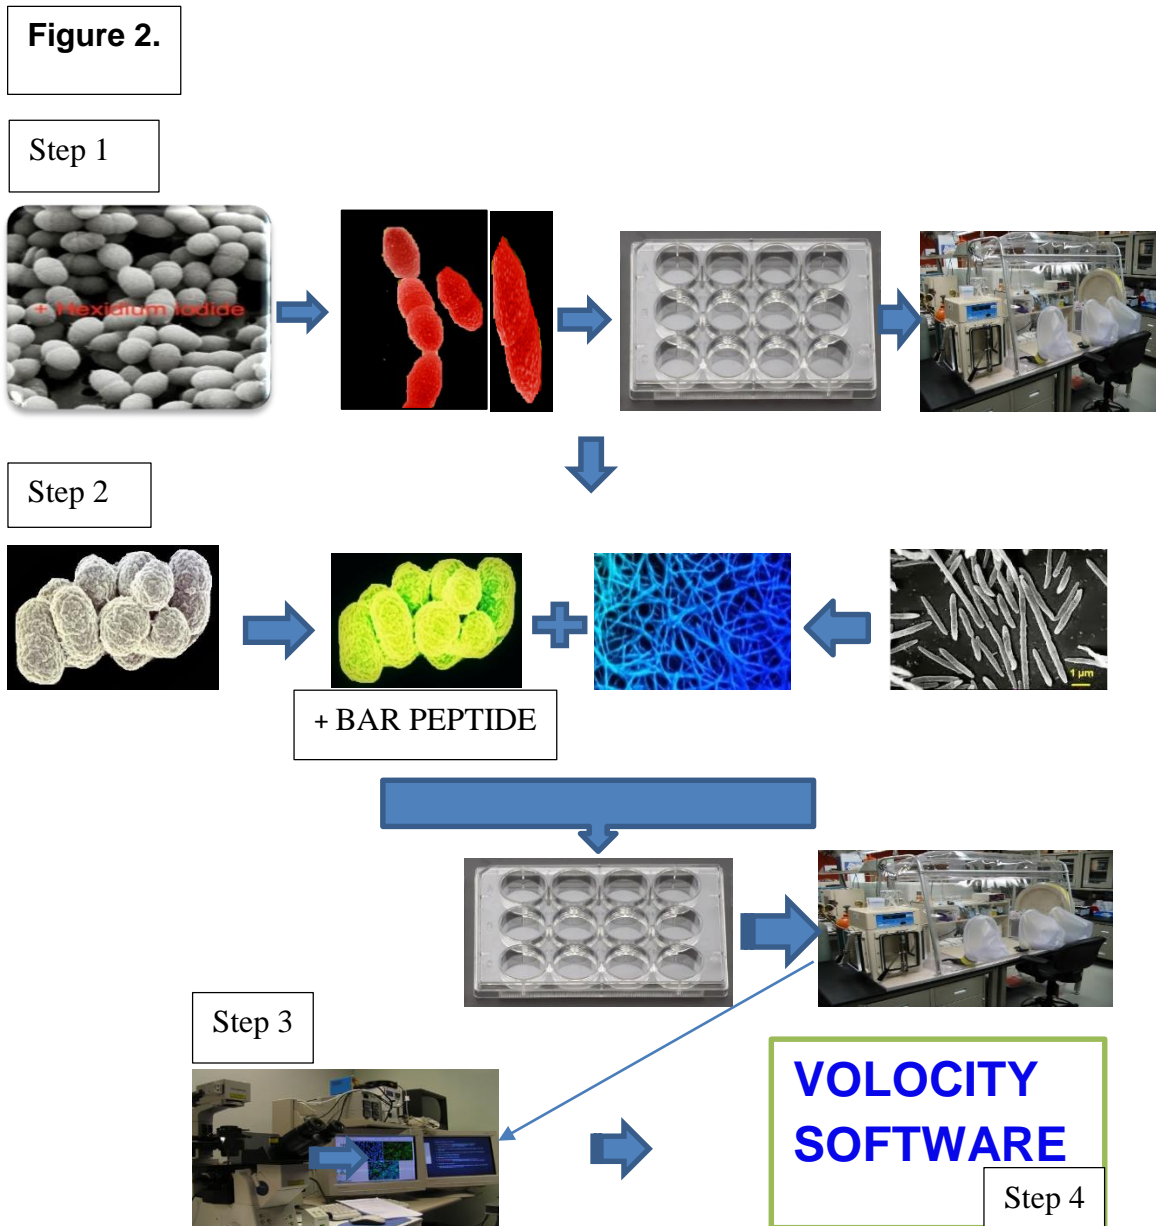 Figure 2.
Step 1
+ Hexidium iodide
Step 2
1 µm
+ BAR PEPTIDE
Step 3
VOLOCITY
SOFTWARE
Step 4